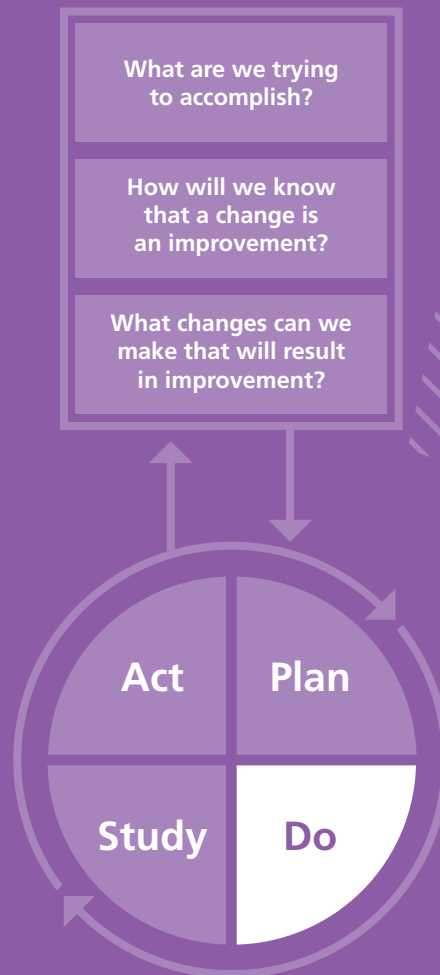 What are we trying
to accomplish?
How will we know
that a change is
an improvement?
What changes can we
make that will result
in improvement?
Act
Plan
Study
Do